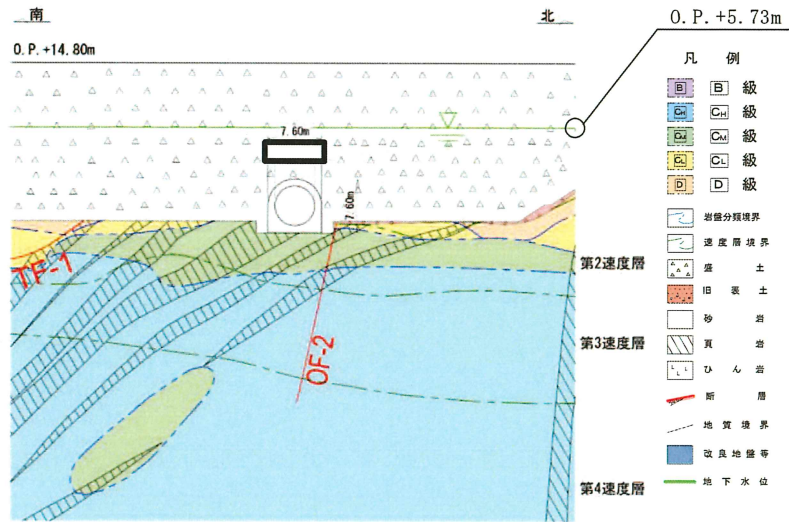 南
北
O.P.+5.73m
O.P.+14.80m
7.60m
7.60m
TF-1
OF-2
第2速度層
第3速度層
第4速度層
凡 例
B B 級
CH CH 級
CM CM 級
CL CL 級
D D 級
岩盤分類境界
速度層境界
盛 土
旧 表 土
砂 岩
頁 岩
ひ ん 岩
断 層
地 質 境 界
改 良 地 盤 等
地 下 水 位